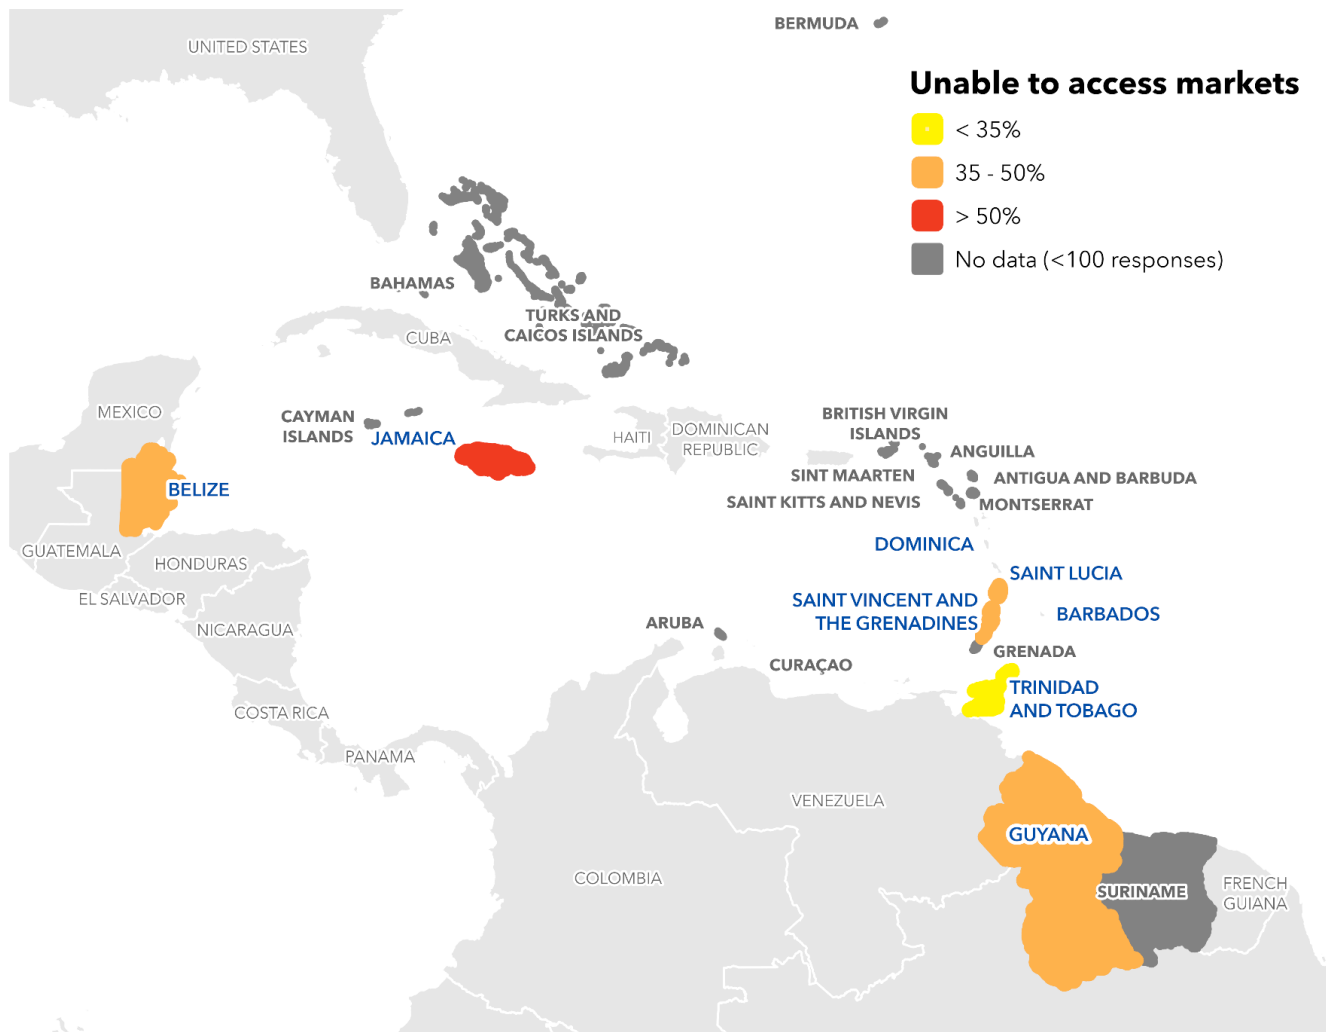 BERMUDA
UNITED STATES
Unable to access markets
< 35%
35 - 50%
> 50%
No data (<100 responses)
BAHAMAS
TURKS AND
CAICOS ISLANDS
CUBA
MEXICO
CAYMAN
ISLANDS
JAMAICA
HAITI
DOMINICAN
REPUBLIC
BRITISH VIRGIN
ISLANDS
ANGUILLA
SINT MAARTEN
ANTIGUA AND BARBUDA
SAINT KITTS AND NEVIS
MONTSERRAT
BELIZE
GUATEMALA
HONDURAS
EL SALVADOR
NICARAGUA
DOMINICA
SAINT LUCIA
SAINT VINCENT AND
THE GRENADINES
BARBADOS
ARUBA
GRENADA
CURAÇAO
TRINIDAD
AND TOBAGO
COSTA RICA
PANAMA
VENEZUELA
GUYANA
COLOMBIA
SURINAME
FRENCH
GUIANA